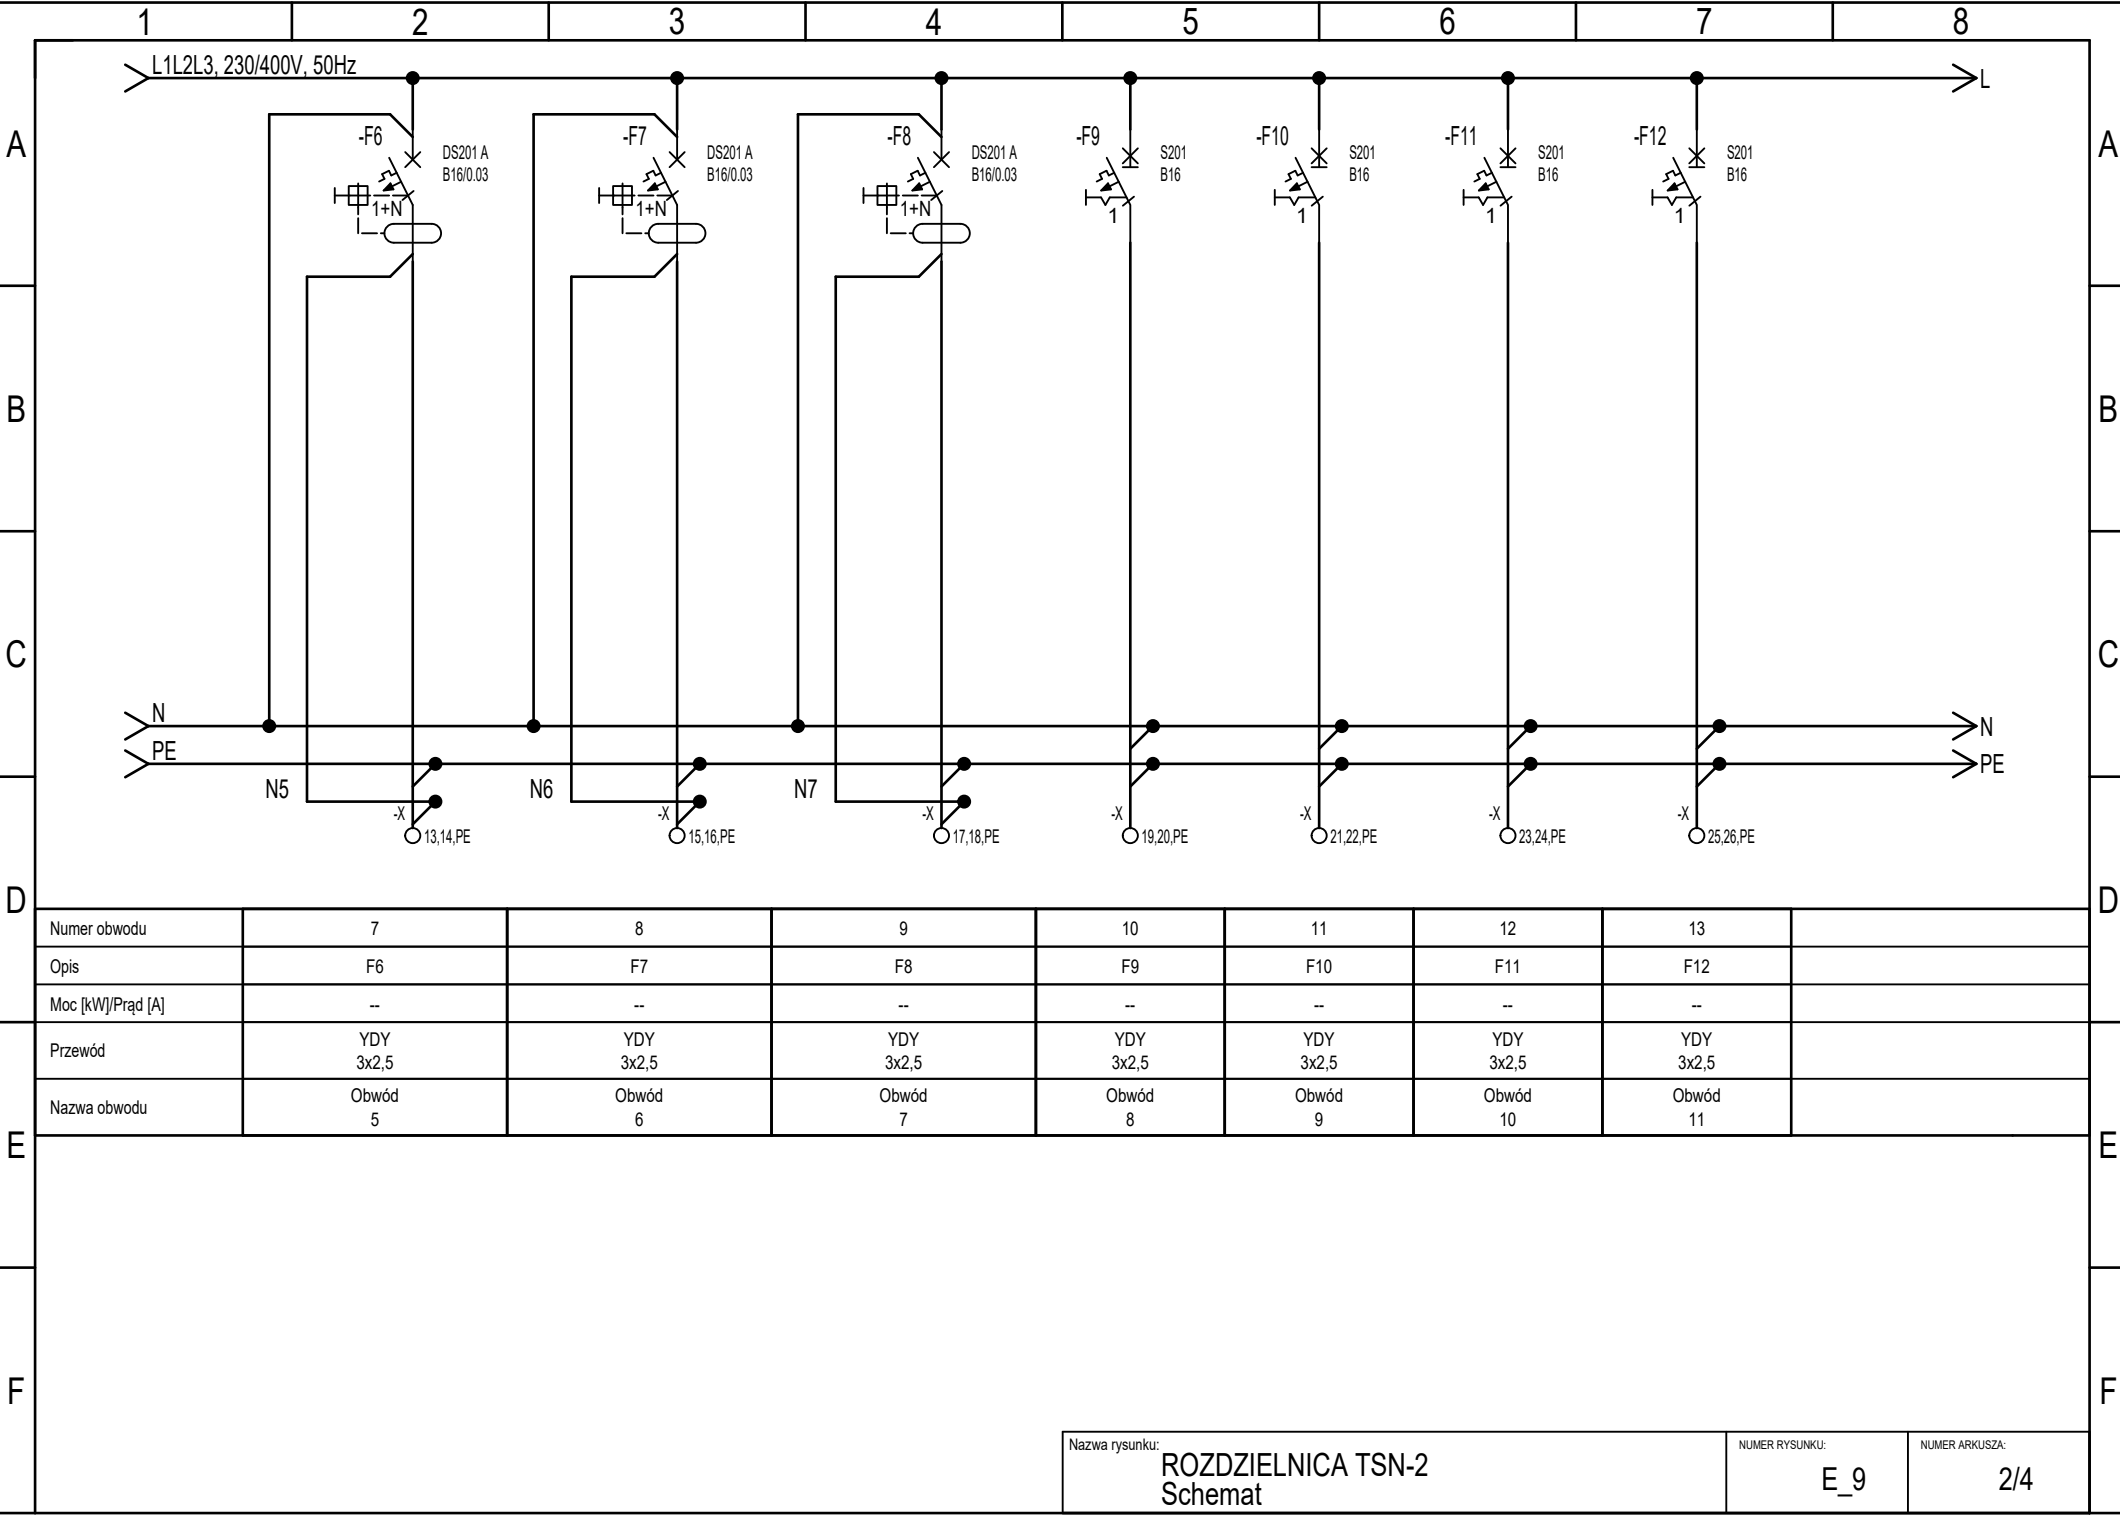 1 2 3 4 5 6 7 8
L1L2L3, 230/400V, 50Hz
L
A A
-F6 -F7 -F8 -F9 -F10 -F11 -F12
DS201 A DS201 A DS201 A S201 S201 S201 S201
B16/0.03 B16/0.03 B16/0.03 B16 B16 B16 B16
1+N 1+N 1+N 1 1 1 1
B B
C C
N N
PE PE
N5 N6 N7
-X -X -X -X -X -X -X
13,14,PE 15,16,PE 17,18,PE 19,20,PE 21,22,PE 23,24,PE 25,26,PE
D D
Numer obwodu 7 8 9 10 11 12 13
Opis F6 F7 F8 F9 F10 F11 F12
Moc [kW]/Prąd [A] -- -- -- -- -- -- --
Przewód YDY YDY YDY YDY YDY YDY YDY
3x2,5 3x2,5 3x2,5 3x2,5 3x2,5 3x2,5 3x2,5
Nazwa obwodu Obwód Obwód Obwód Obwód Obwód Obwód Obwód
5 6 7 8 9 10 11
E E
F F
Nazwa rysunku:
ROZDZIELNICA TSN-2
Schemat
NUMER RYSUNKU:
E_9
NUMER ARKUSZA:
2/4